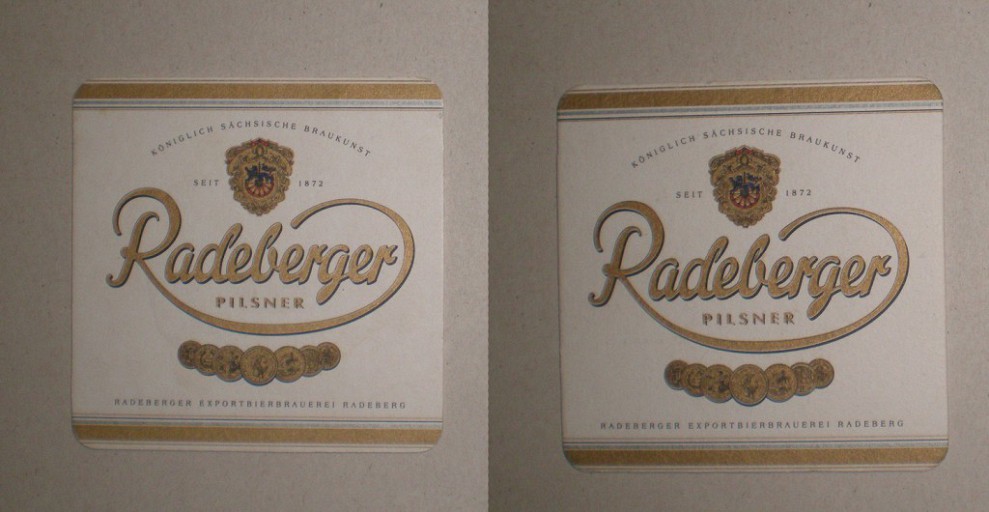 KÖNIGLICH SÄCHSISCHE BRAUKUNST
SEIT 1872
Radeberger
PILSNER
RADEBERGER EXPORTBIERBRAUEREI RADEBERG
KÖNIGLICH SÄCHSISCHE BRAUKUNST
SEIT 1872
Radeberger
PILSNER
RADEBERGER EXPORTBIERBRAUEREI RADEBERG